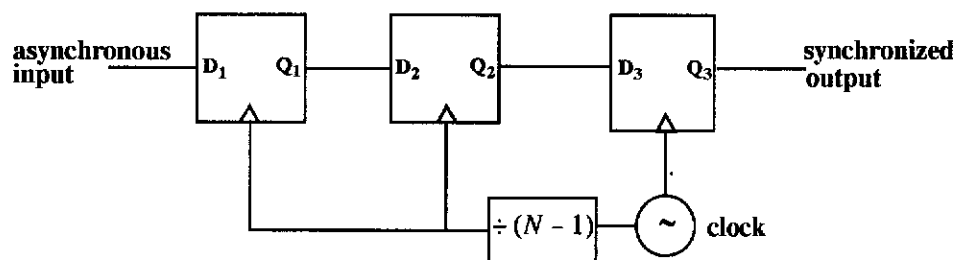 asynchronous
input
D₁ Q₁
D₂ Q₂
D₃ Q₃
synchronized
output
÷ (N − 1)
~
clock